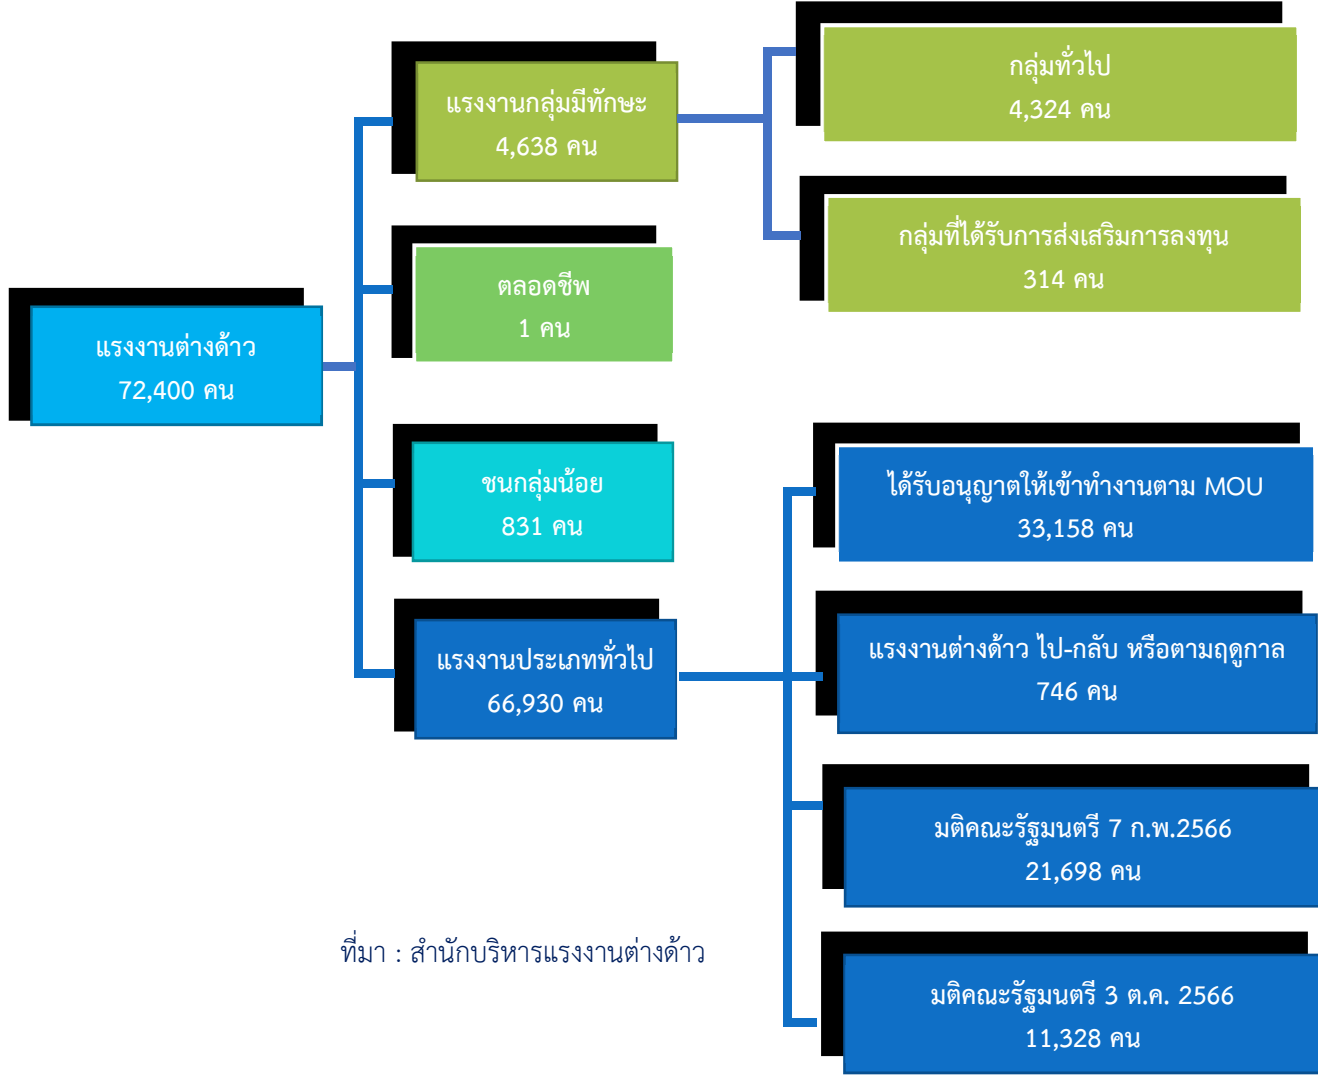 แรงงานต่างด้าว
72,400 คน
แรงงานกลุ่มมีทักษะ
4,638 คน
กลุ่มทั่วไป
4,324 คน
กลุ่มที่ได้รับการส่งเสริมการลงทุน
314 คน
ตลอดชีพ
1 คน
ชนกลุ่มน้อย
831 คน
แรงงานประเภททั่วไป
66,930 คน
ได้รับอนุญาตให้เข้าทำงานตาม MOU
33,158 คน
แรงงานต่างด้าว ไป-กลับ หรือตามฤดูกาล
746 คน
มติคณะรัฐมนตรี 7 ก.พ.2566
21,698 คน
มติคณะรัฐมนตรี 3 ต.ค. 2566
11,328 คน
ที่มา : สำนักบริหารแรงงานต่างด้าว